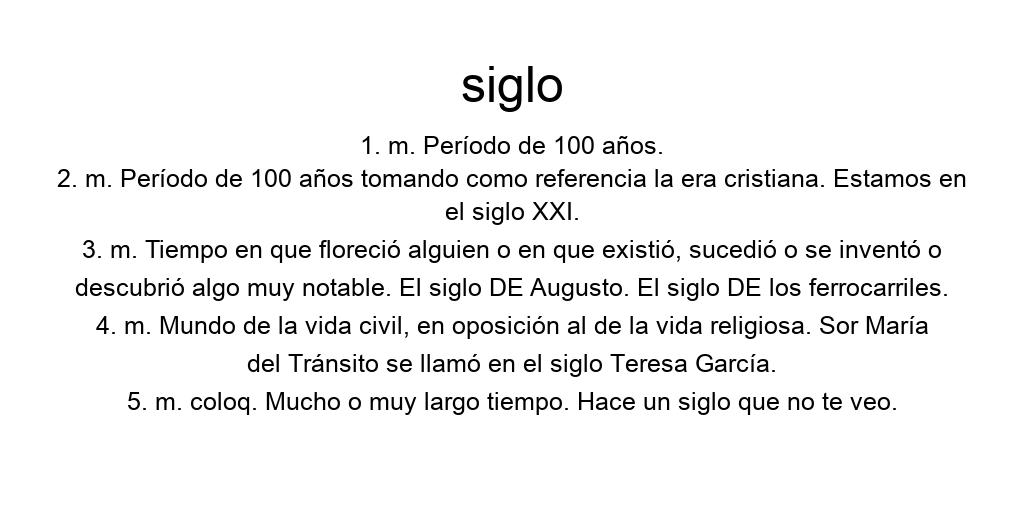 siglo
1. m. Período de 100 años.
2. m. Período de 100 años tomando como referencia la era cristiana. Estamos en
el siglo XXI.
3. m. Tiempo en que floreció alguien o en que existió, sucedió o se inventó o
descubrió algo muy notable. El siglo DE Augusto. El siglo DE los ferrocarriles.
4. m. Mundo de la vida civil, en oposición al de la vida religiosa. Sor María
del Tránsito se llamó en el siglo Teresa García.
5. m. coloq. Mucho o muy largo tiempo. Hace un siglo que no te veo.